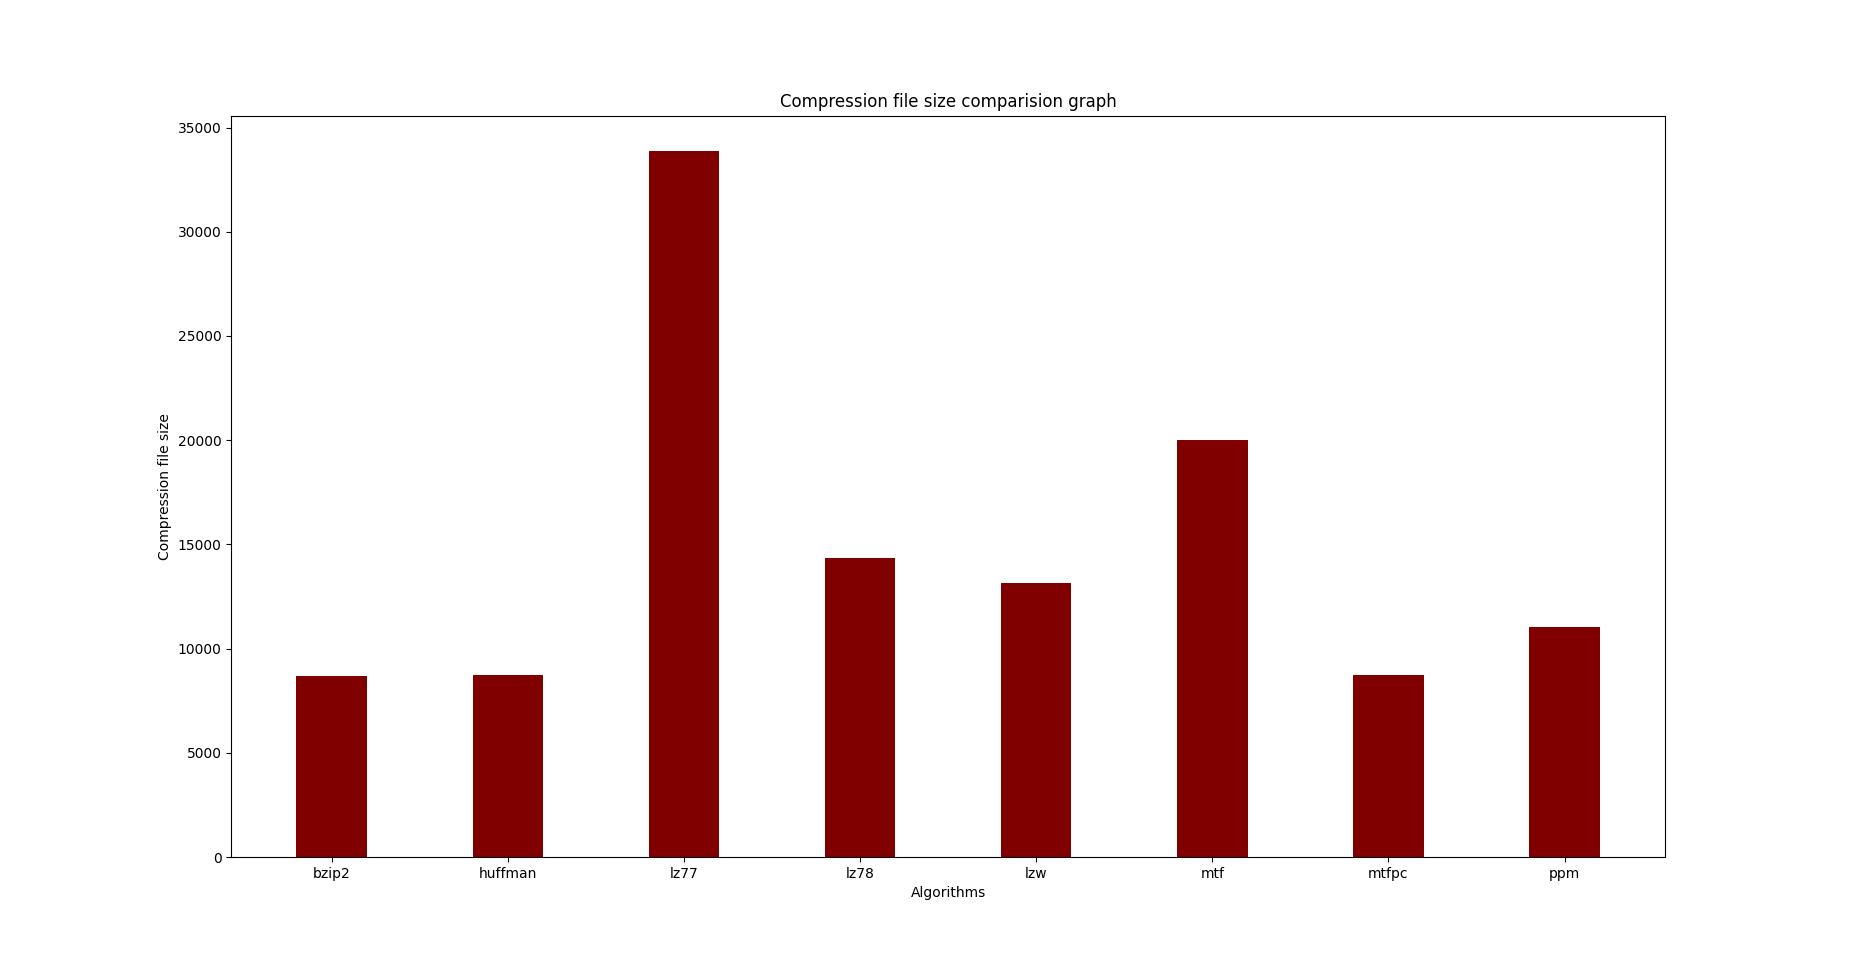 Compression file size comparision graph
35000
30000
25000
20000
15000
10000
5000
0
Compression file size
bzip2 huffman lz77 lz78 lzw mtf mtfpc ppm
Algorithms